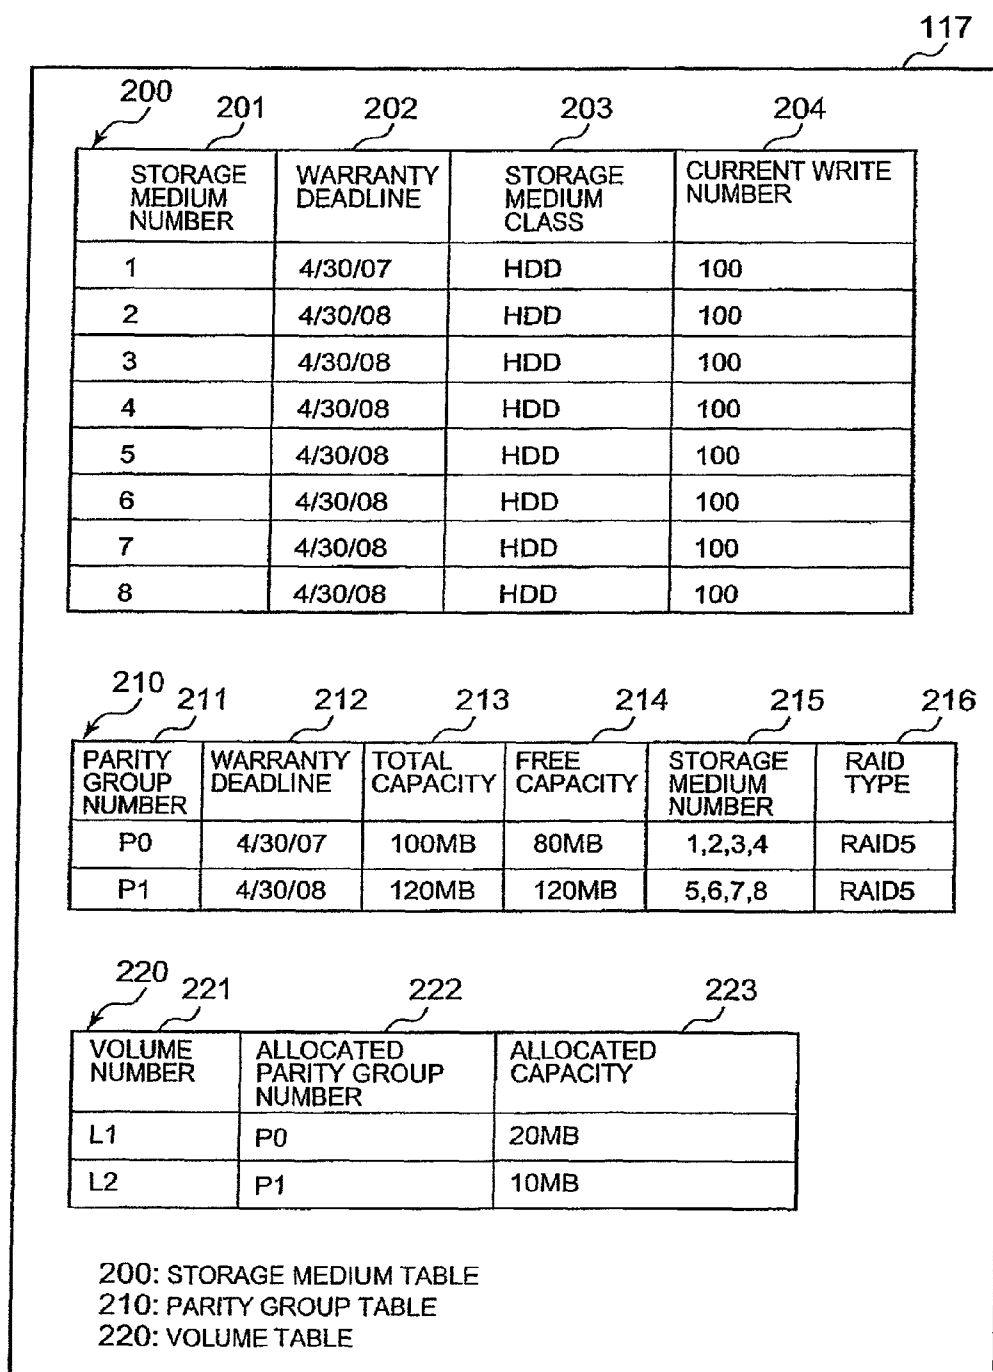 117
200 201 202 203 204
STORAGE MEDIUM NUMBER WARRANTY DEADLINE STORAGE MEDIUM CLASS CURRENT WRITE NUMBER
1 4/30/07 HDD 100
2 4/30/08 HDD 100
3 4/30/08 HDD 100
4 4/30/08 HDD 100
5 4/30/08 HDD 100
6 4/30/08 HDD 100
7 4/30/08 HDD 100
8 4/30/08 HDD 100
210 211 212 213 214 215 216
PARITY GROUP NUMBER WARRANTY DEADLINE TOTAL CAPACITY FREE CAPACITY STORAGE MEDIUM NUMBER RAID TYPE
P0 4/30/07 100MB 80MB 1,2,3,4 RAID5
P1 4/30/08 120MB 120MB 5,6,7,8 RAID5
220 221 222 223
VOLUME NUMBER ALLOCATED PARITY GROUP NUMBER ALLOCATED CAPACITY
L1 P0 20MB
L2 P1 10MB
200: STORAGE MEDIUM TABLE
210: PARITY GROUP TABLE
220: VOLUME TABLE